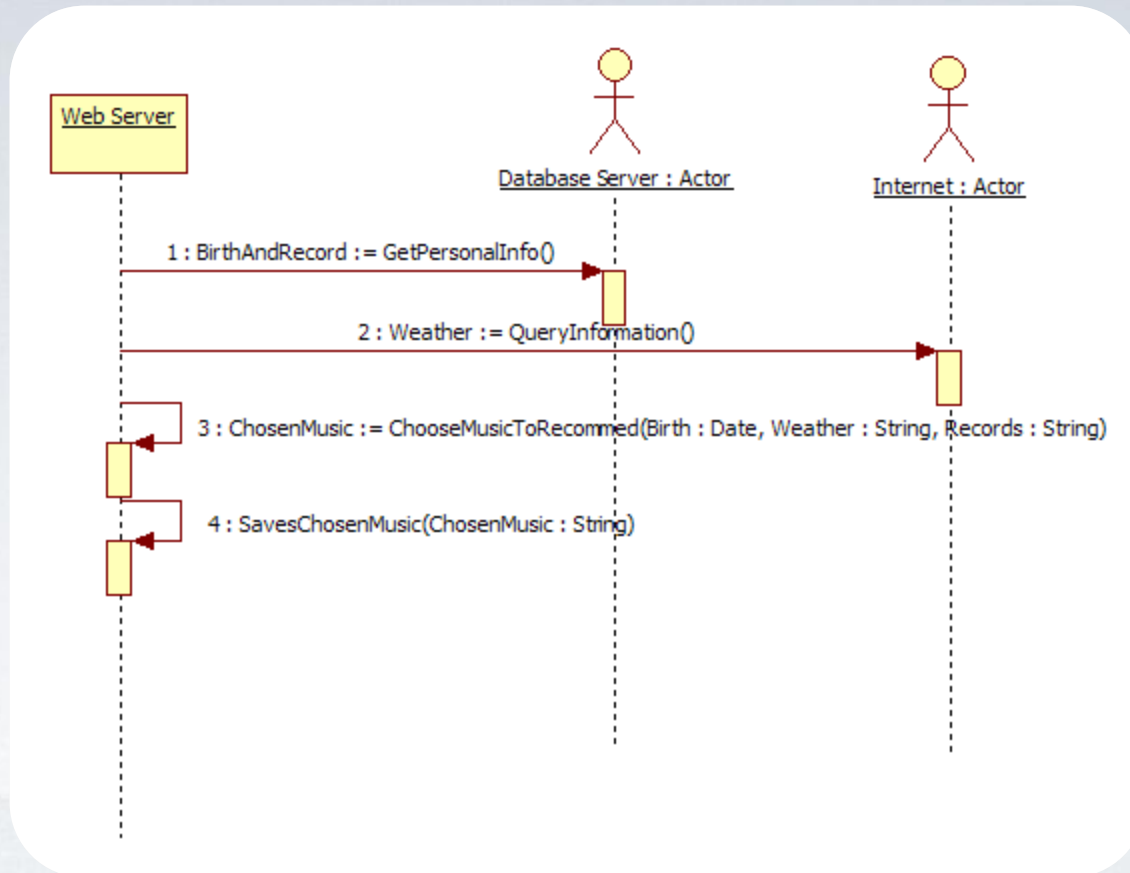 Web Server
Database Server : Actor
Internet : Actor
1 : BirthAndRecord := GetPersonalInfo()
2 : Weather := QueryInformation()
3 : ChosenMusic := ChooseMusicToRecommed(Birth : Date, Weather : String, Records : String)
4 : SavesChosenMusic(ChosenMusic : String)